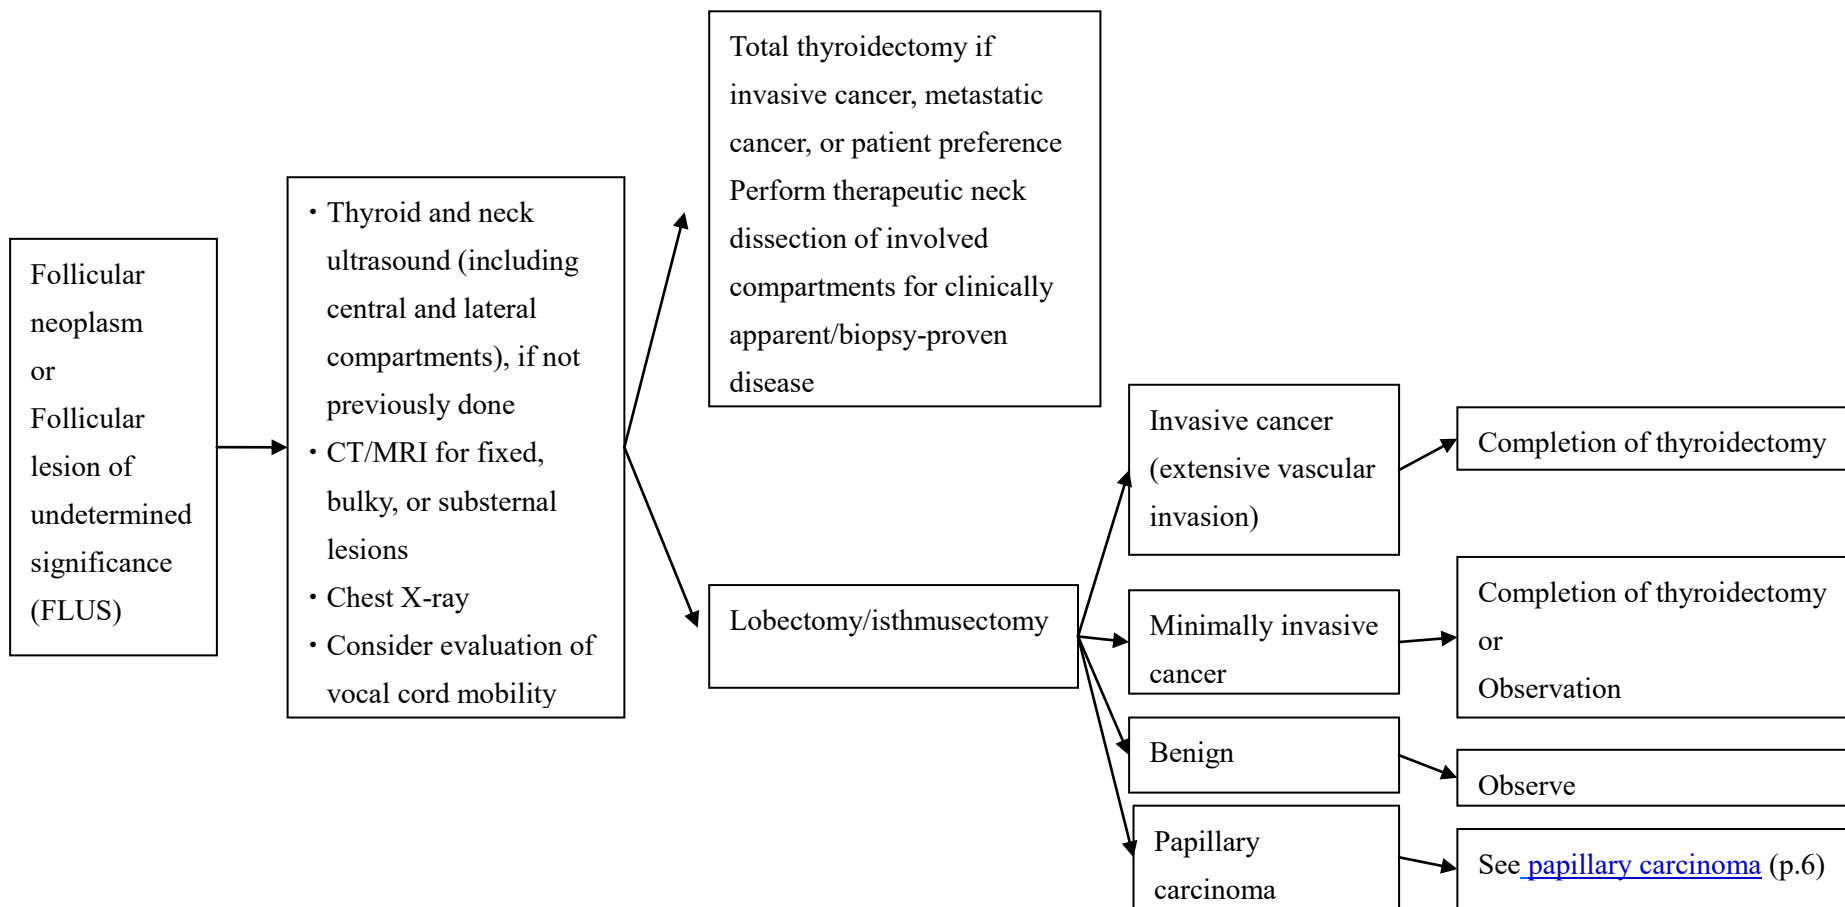 Follicular
neoplasm
or
Follicular
lesion of
undetermined
significance
(FLUS)
・Thyroid and neck
ultrasound (including
central and lateral
compartments), if not
previously done
・CT/MRI for fixed,
bulky, or substernal
lesions
・Chest X-ray
・Consider evaluation of
vocal cord mobility
Total thyroidectomy if
invasive cancer, metastatic
cancer, or patient preference
Perform therapeutic neck
dissection of involved
compartments for clinically
apparent/biopsy-proven
disease
Lobectomy/isthmusectomy
Invasive cancer
(extensive vascular
invasion)
Completion of thyroidectomy
Minimally invasive
cancer
Completion of thyroidectomy
or
Observation
Benign
Observe
Papillary
carcinoma
See papillary carcinoma (p.6)